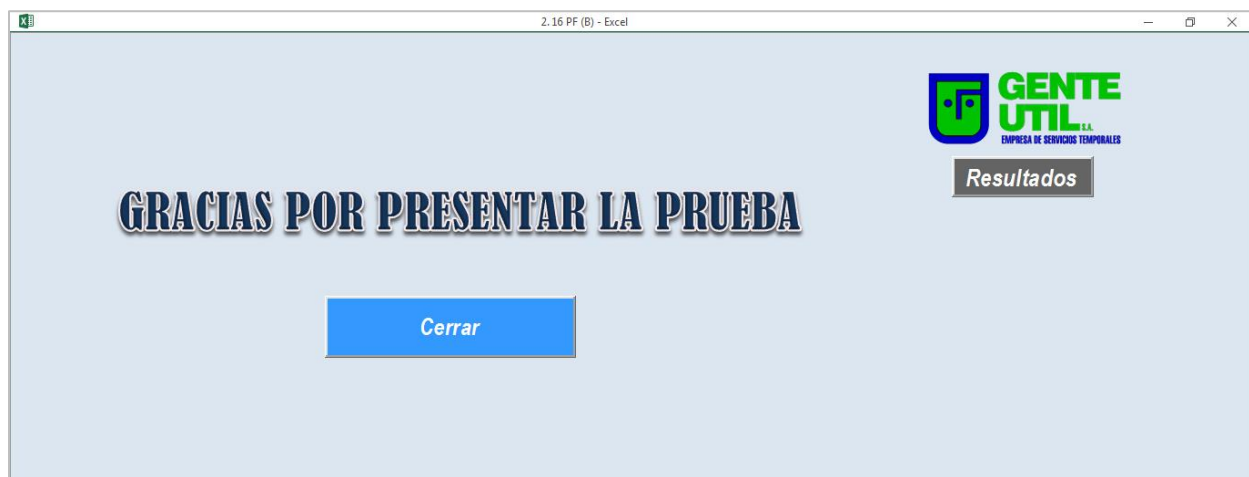 2. 16 PF (B) - Excel
GENTE
UTIL S.A.
EMPRESA DE SERVICIOS TEMPORALES
Resultados
GRACIAS POR PRESENTAR LA PRUEBA
Cerrar